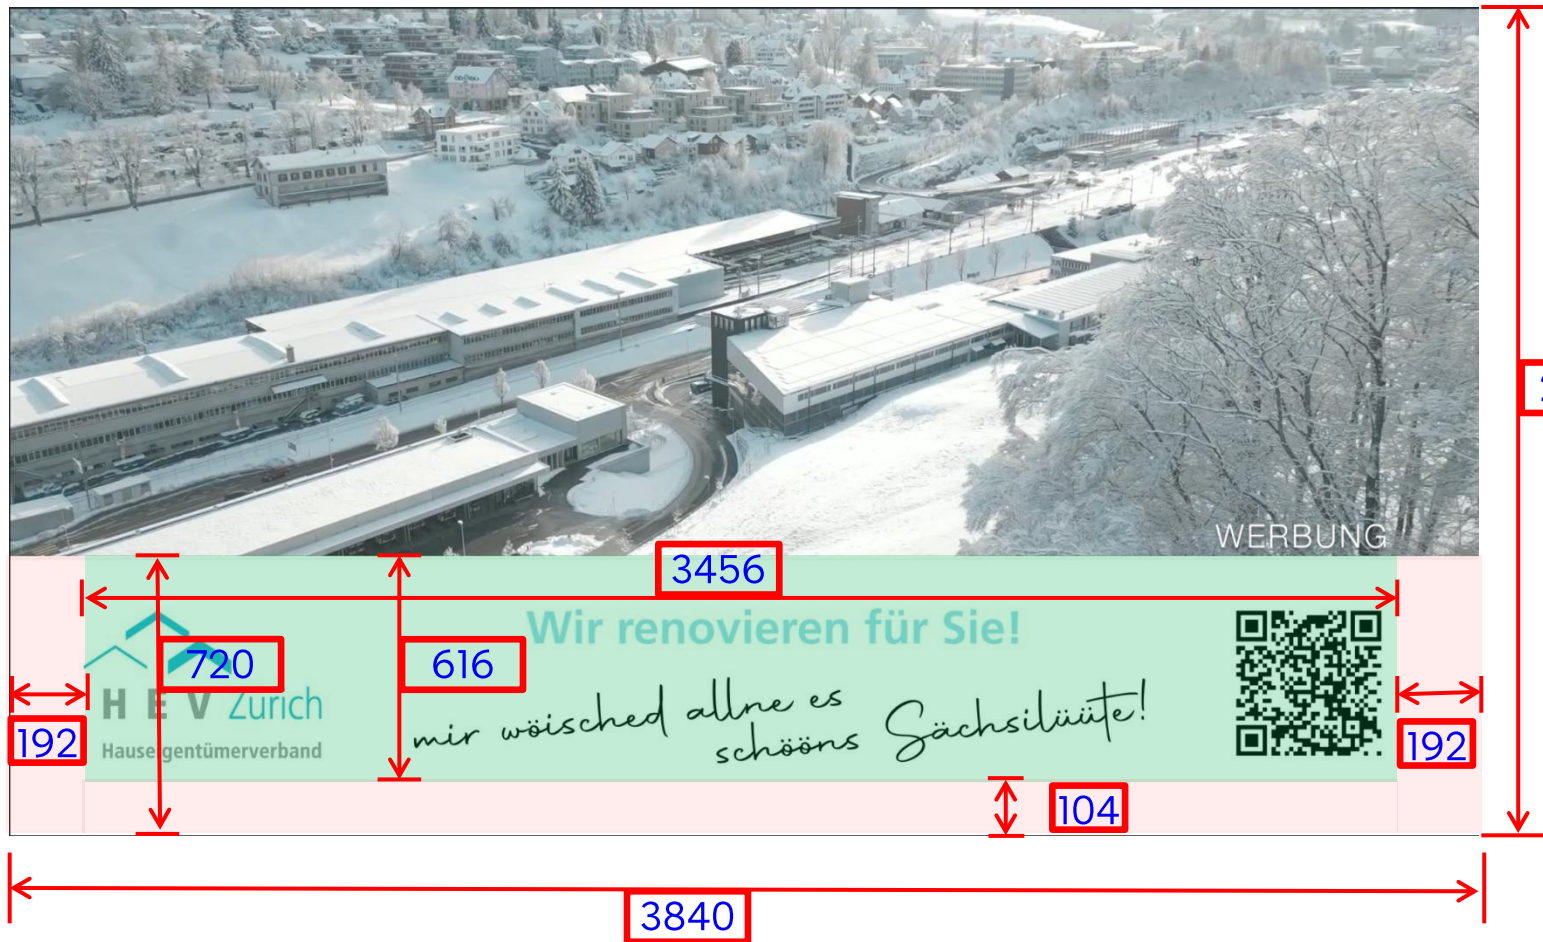 WERBUNG
3456
Wir renovieren für Sie!
720
616
H E V Zürich
Hauseigentümerverband
mir wöisched allne es
schööns Sächsilüüte!
192
192
104
3840